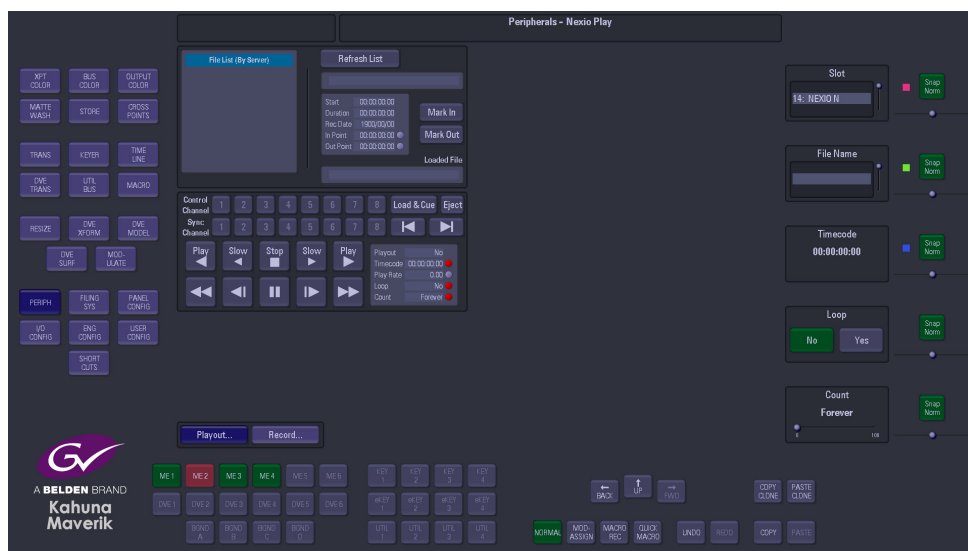 Peripherals - Nexio Play
XPT COLOR
BUS COLOR
OUTPUT COLOR
MATTE WASH
STORE
CROSS POINTS
TRANS
KEYER
TIME LINE
DVE TRANS
UTIL BUS
MACRO
RESIZE
DVE XFORM
DVE MODEL
DVE SURF
MOD- ULATE
PERIPH
FILING SYS
PANEL CONFIG
I/O CONFIG
ENG CONFIG
USER CONFIG
SHORT CUTS
File List (By Server)
Refresh List
Start 00:00:00:00
Duration 00:00:00:00
Rec Date 1900/00/00
In Point 00:00:00:00
Out Point 00:00:00:00
Mark In
Mark Out
Loaded File
Control Channel 1 2 3 4 5 6 7 8 Load & Cue Eject
Sync Channel 1 2 3 4 5 6 7 8
Play Slow Stop Slow Play
Playout No
Timecode 00:00:00:00
Play Rate 0.00
Loop No
Count Forever
Slot
14: NEXIO N
Snap Norm
File Name
Snap Norm
Timecode
00:00:00:00
Snap Norm
Loop
No Yes
Snap Norm
Count
Forever
0 100
Snap Norm
Playout... Record...
GV
A BELDEN BRAND
Kahuna
Maverik
ME 1 ME 2 ME 3 ME 4 ME 5 ME 6
DVE 1 DVE 2 DVE 3 DVE 4 DVE 5 DVE 6
BGND A BGND B BGND C BGND D
KEY 1 KEY 2 KEY 3 KEY 4
eKEY 1 eKEY 2 eKEY 3 eKEY 4
UTIL 1 UTIL 2 UTIL 3 UTIL 4
BACK UP FWD
COPY CLONE PASTE CLONE
NORMAL MOD- ASSIGN MACRO REC QUICK MACRO UNDO REDO COPY PASTE